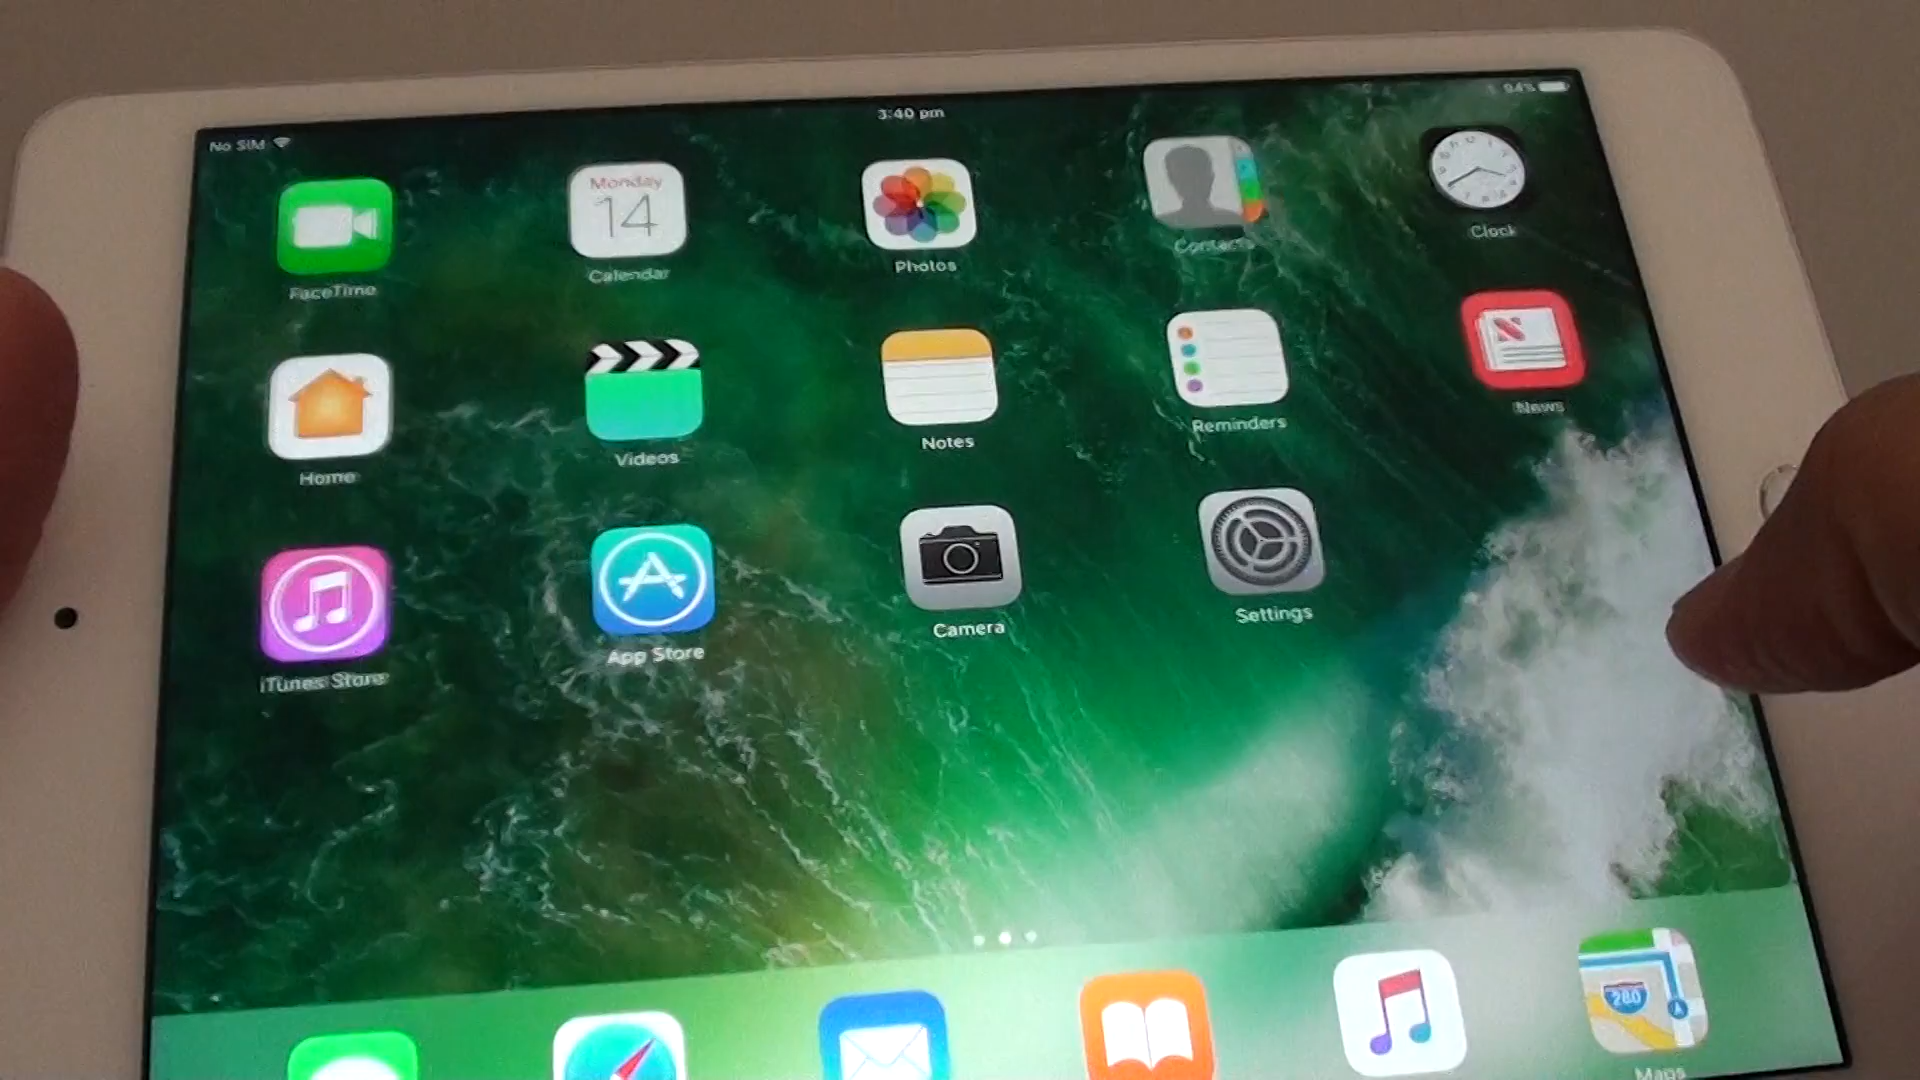 No SIM
3:40 pm
94%
FaceTime
Monday
14
Calendar
Photos
Contacts
Clock
Home
Videos
Notes
Reminders
News
iTunes Store
App Store
Camera
Settings
280
Maps